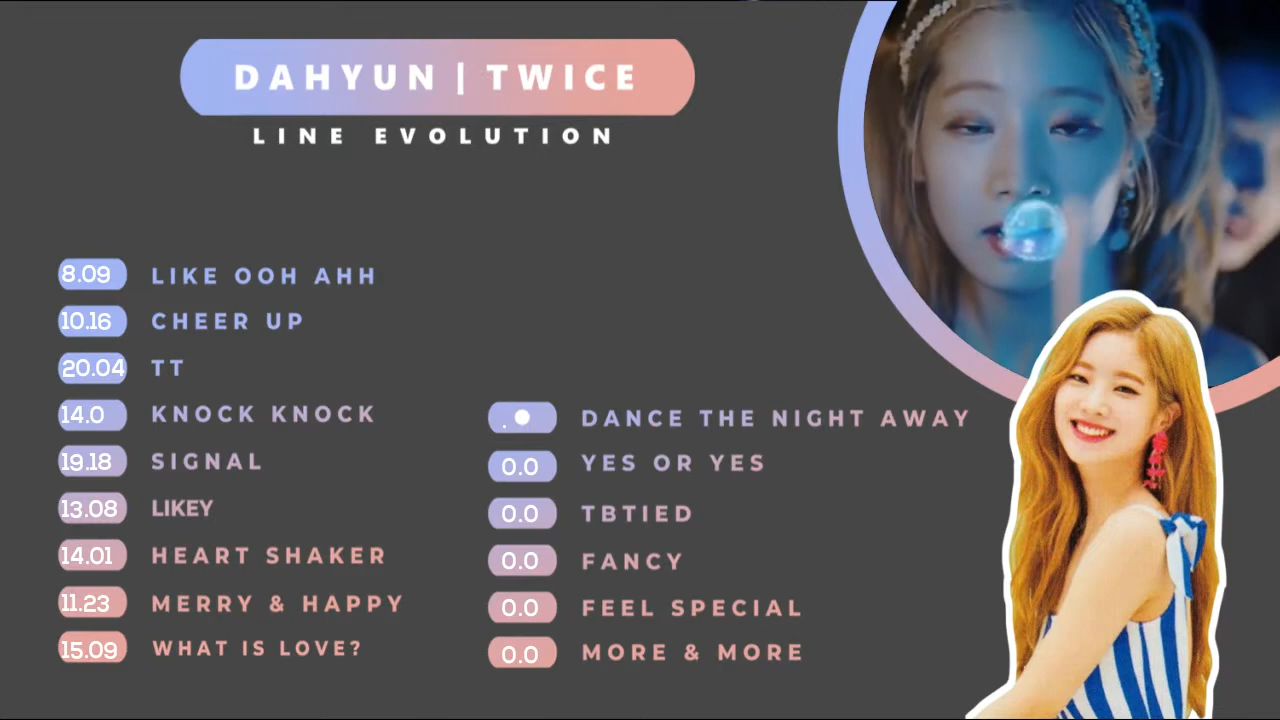 DAHYUN | TWICE
LINE EVOLUTION
8.09 LIKE OOH AHH
10.16 CHEER UP
20.04 TT
14.0 KNOCK KNOCK
19.18 SIGNAL
13.08 LIKEY
14.01 HEART SHAKER
11.23 MERRY & HAPPY
15.09 WHAT IS LOVE?
. DANCE THE NIGHT AWAY
0.0 YES OR YES
0.0 TBTIED
0.0 FANCY
0.0 FEEL SPECIAL
0.0 MORE & MORE